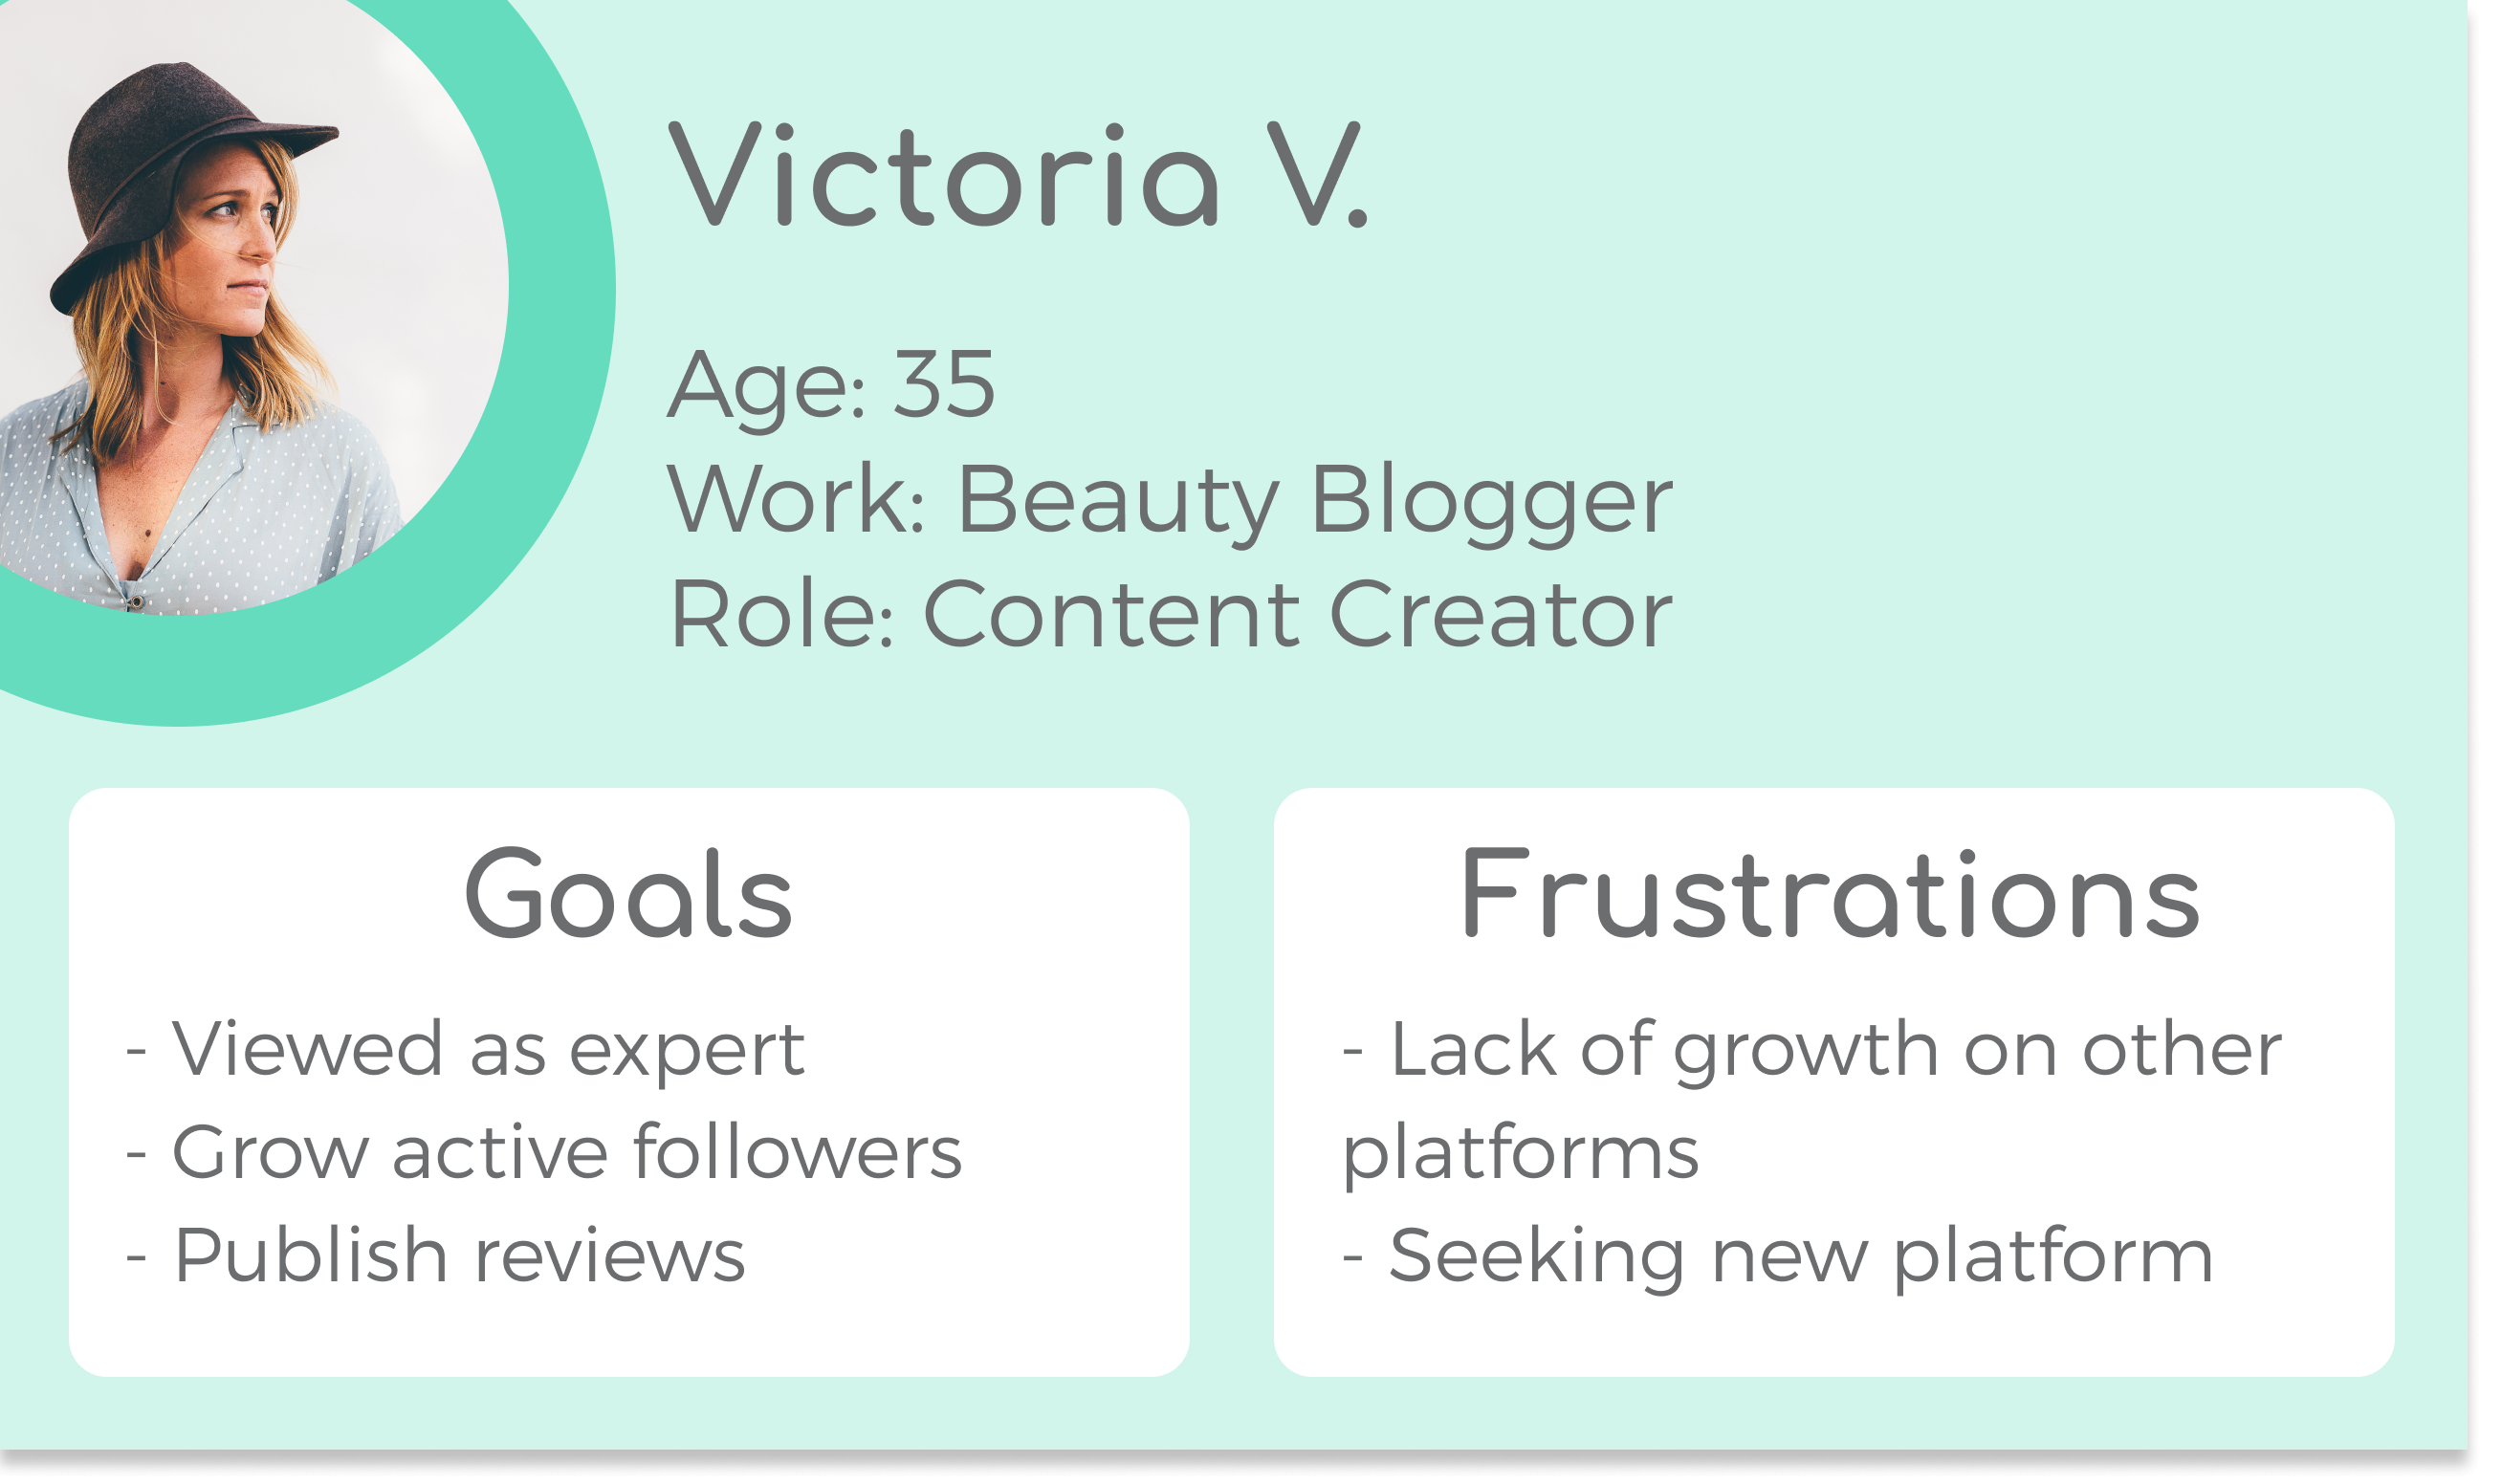 Victoria V.
Age: 35
Work: Beauty Blogger
Role: Content Creator
Goals
- Viewed as expert
- Grow active followers
- Publish reviews
Frustrations
- Lack of growth on other
platforms
- Seeking new platform